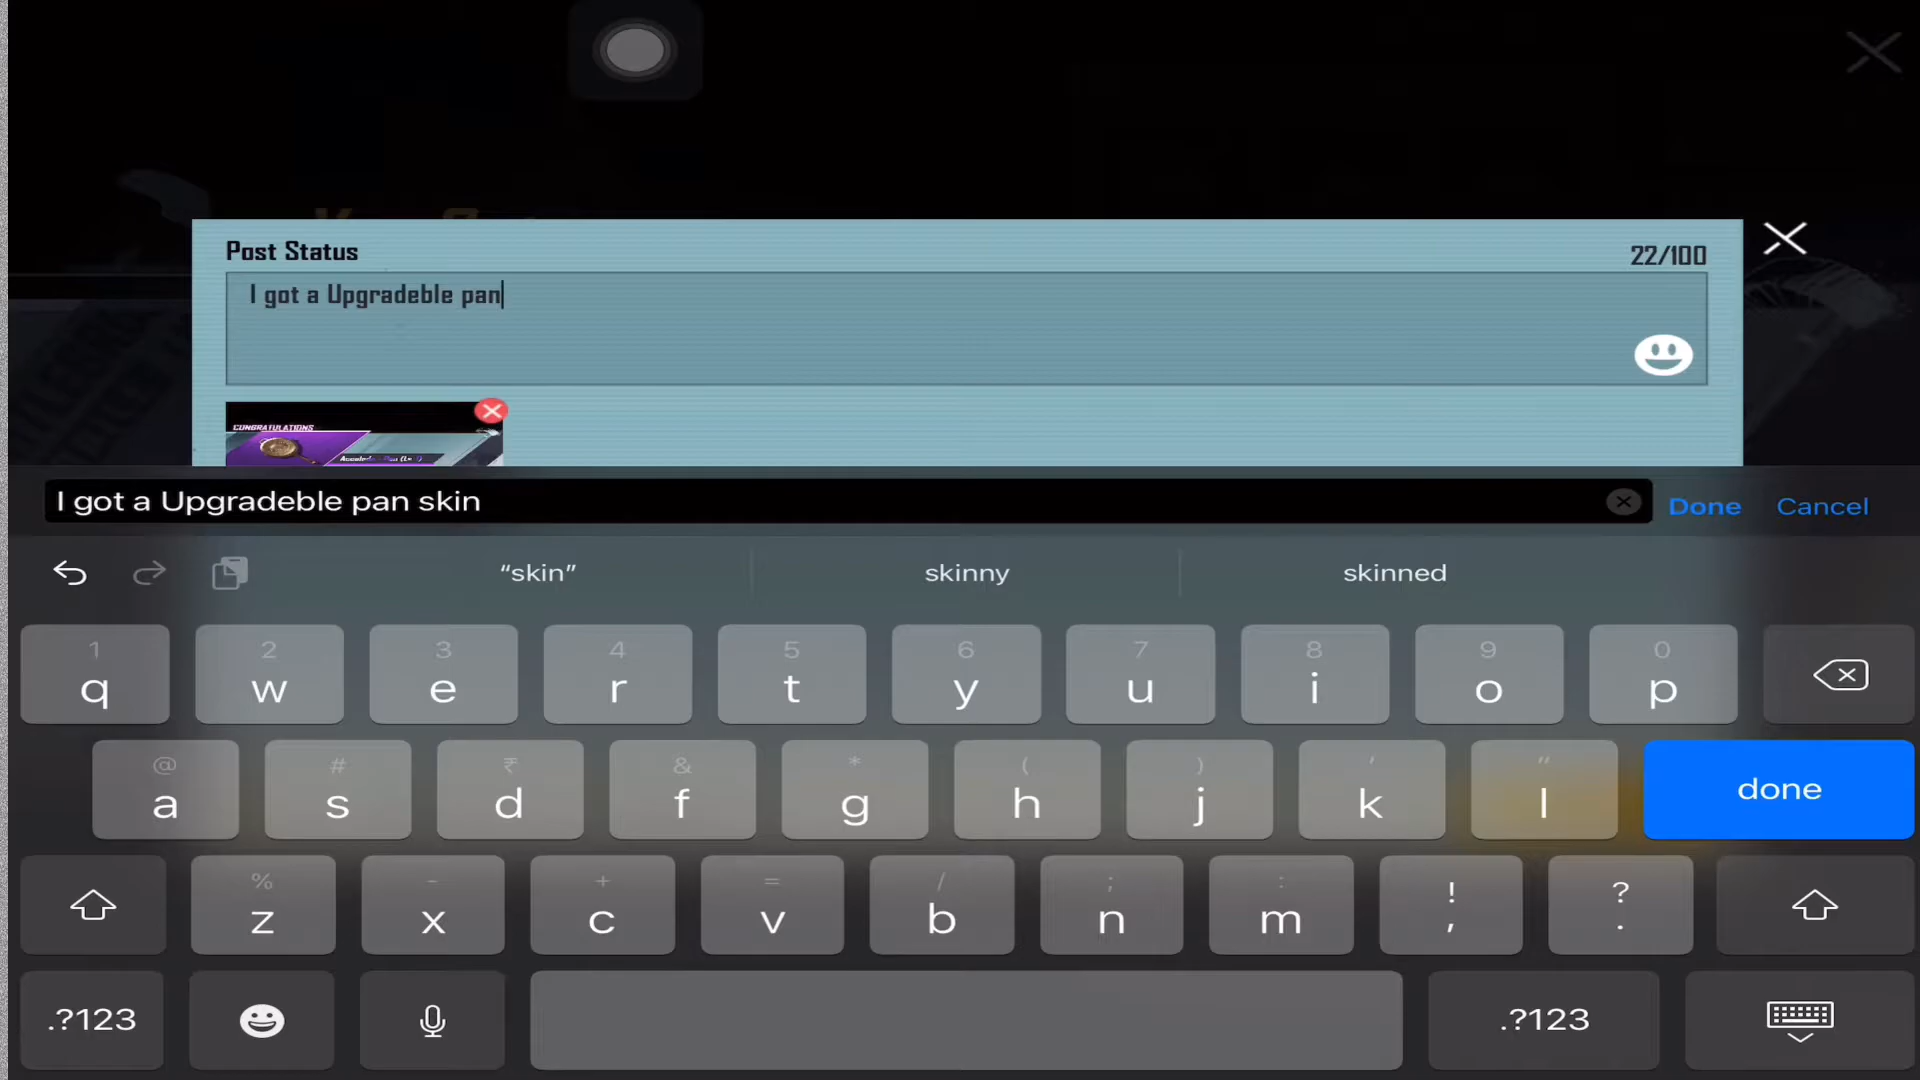 Post Status
22/100
I got a Upgradeble pan
CONGRATULATIONS
I got a Upgradeble pan skin
Done
Cancel
“skin”
skinny
skinned
1 2 3 4 5 6 7 8 9 0
q w e r t y u i o p
@ # ₹ & * ( ) ' "
a s d f g h j k l
done
% - + = / ; : ! ?
z x c v b n m , .
.?123
.?123